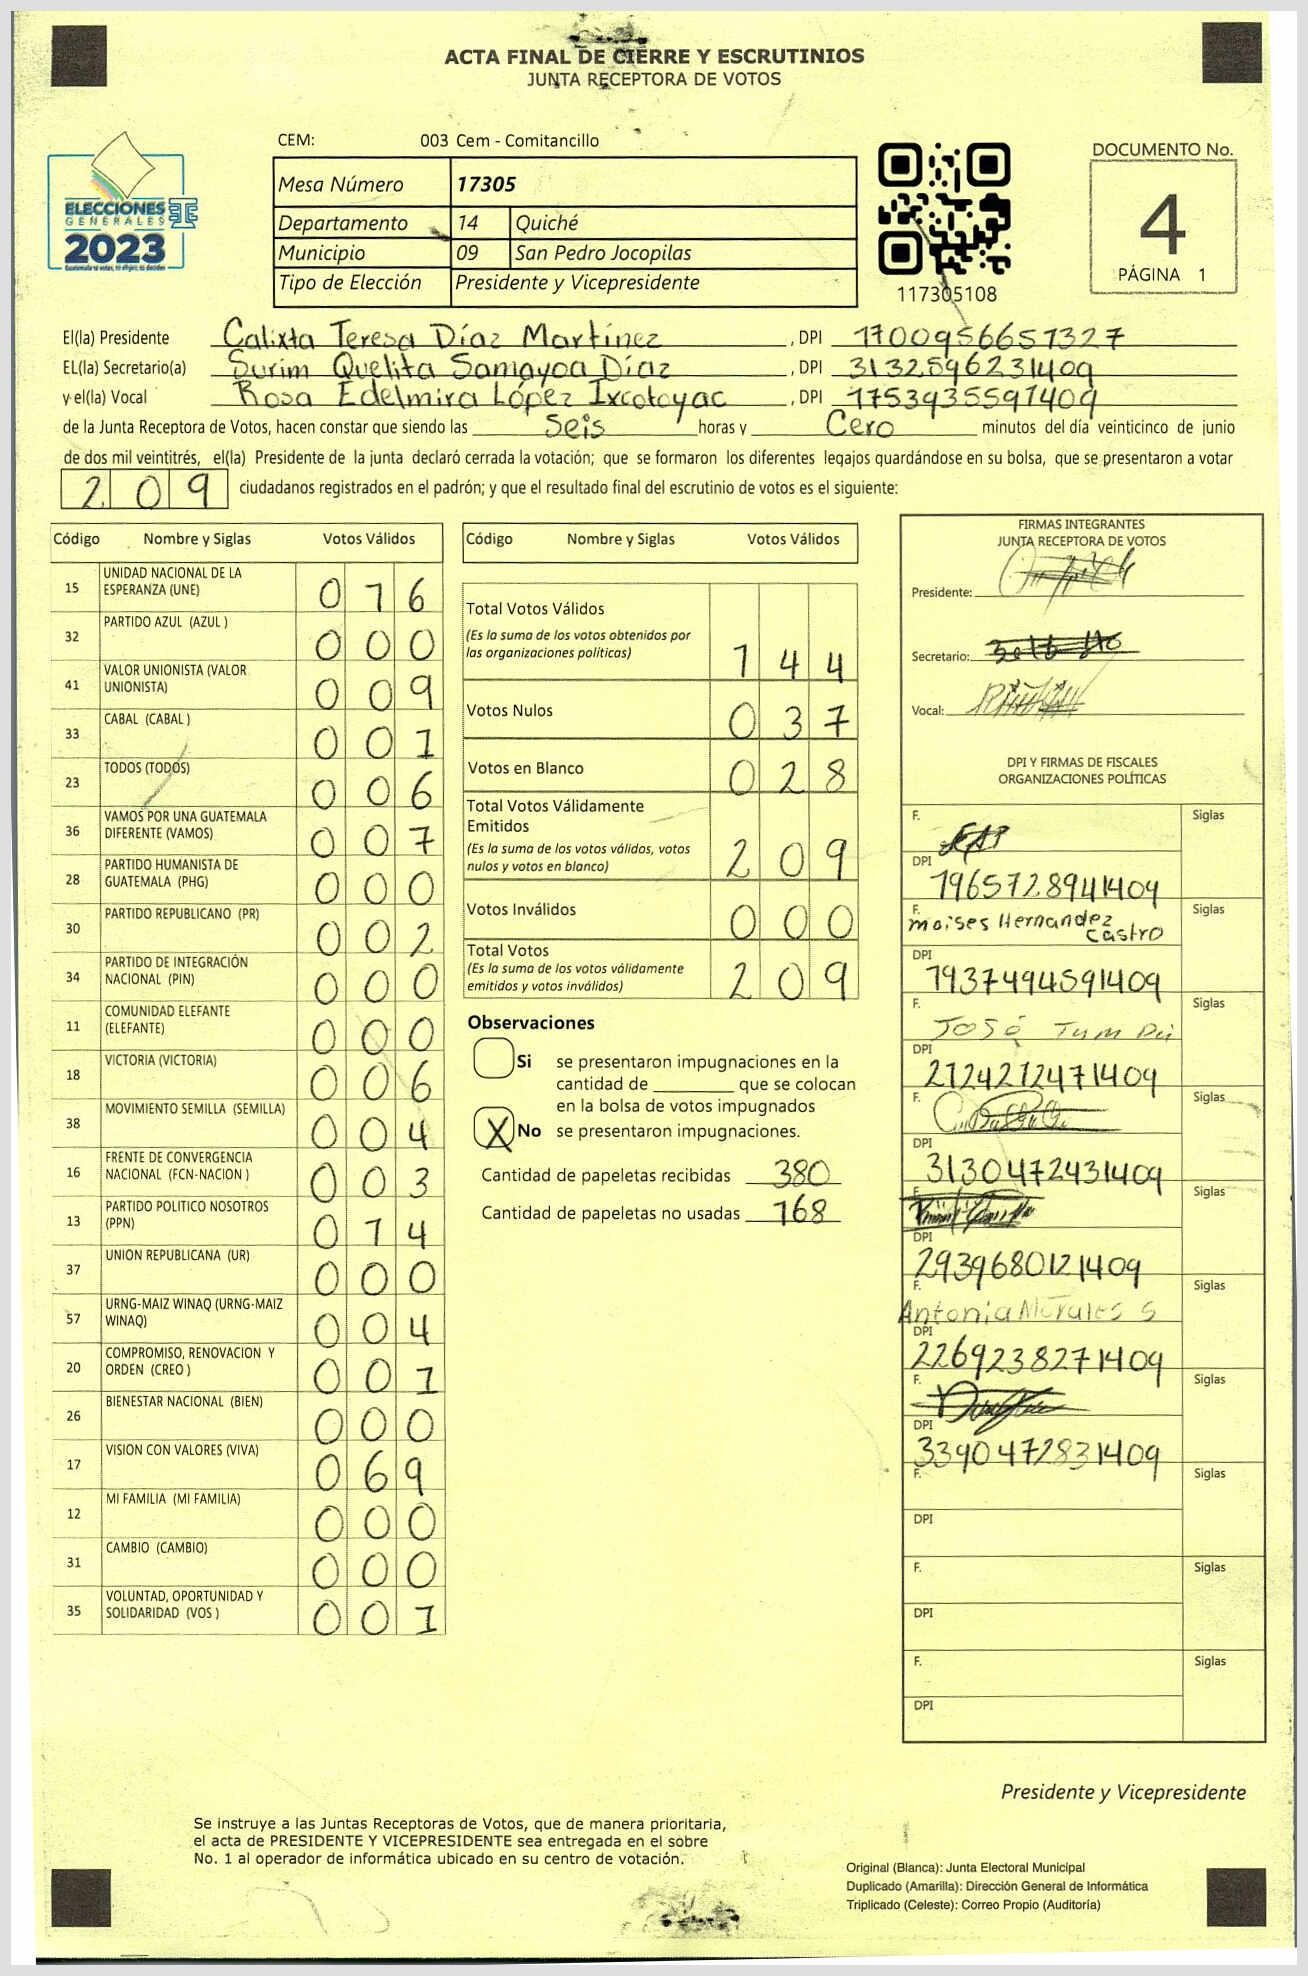 ACTA FINAL DE CIERRE Y ESCRUTINIOS
JUNTA RECEPTORA DE VOTOS
ELECCIONES
GENERALES
2023
CEM: 003 Cem - Comitancillo
Mesa Número 17305
Departamento 14 Quiché
Municipio 09 San Pedro Jocopilas
Tipo de Elección Presidente y Vicepresidente
117305108
DOCUMENTO No.
4
PÁGINA 1
El(la) Presidente Calixta Teresa Díaz Martínez, DPI 1700956651327
EL(la) Secretario(a) Surim Quelita Samayoa Díaz, DPI 3132596231409
y el(la) Vocal Rosa Edelmira López Ixcotoyac, DPI 1753935591409
de la Junta Receptora de Votos, hacen constar que siendo las Seis horas y Cero minutos del día veinticinco de junio
de dos mil veintitrés, el(la) Presidente de la junta declaró cerrada la votación; que se formaron los diferentes legajos guardándose en su bolsa, que se presentaron a votar
209 ciudadanos registrados en el padrón; y que el resultado final del escrutinio de votos es el siguiente:
Código Nombre y Siglas Votos Válidos
15 UNIDAD NACIONAL DE LA ESPERANZA (UNE) 016
32 PARTIDO AZUL (AZUL ) 000
41 VALOR UNIONISTA (VALOR UNIONISTA) 009
33 CABAL (CABAL ) 001
23 TODOS (TODOS) 006
36 VAMOS POR UNA GUATEMALA DIFERENTE (VAMOS) 007
28 PARTIDO HUMANISTA DE GUATEMALA (PHG) 000
30 PARTIDO REPUBLICANO (PR) 002
34 PARTIDO DE INTEGRACIÓN NACIONAL (PIN) 000
11 COMUNIDAD ELEFANTE (ELEFANTE) 000
18 VICTORIA (VICTORIA) 006
38 MOVIMIENTO SEMILLA (SEMILLA) 004
16 FRENTE DE CONVERGENCIA NACIONAL (FCN-NACION ) 003
13 PARTIDO POLITICO NOSOTROS (PPN) 014
37 UNION REPUBLICANA (UR) 000
57 URNG-MAIZ WINAQ (URNG-MAIZ WINAQ) 004
20 COMPROMISO, RENOVACION Y ORDEN (CREO ) 001
26 BIENESTAR NACIONAL (BIEN) 000
17 VISION CON VALORES (VIVA) 069
12 MI FAMILIA (MI FAMILIA) 000
31 CAMBIO (CAMBIO) 000
35 VOLUNTAD, OPORTUNIDAD Y SOLIDARIDAD (VOS ) 001
Código Nombre y Siglas Votos Válidos
Total Votos Válidos
(Es la suma de los votos obtenidos por
las organizaciones políticas) 144
Votos Nulos 037
Votos en Blanco 028
Total Votos Válidamente
Emitidos
(Es la suma de los votos válidos, votos
nulos y votos en blanco) 209
Votos Inválidos 000
Total Votos
(Es la suma de los votos válidamente
emitidos y votos inválidos) 209
Observaciones
Si se presentaron impugnaciones en la
cantidad de ________ que se colocan
en la bolsa de votos impugnados
X No se presentaron impugnaciones.
Cantidad de papeletas recibidas 380
Cantidad de papeletas no usadas 168
FIRMAS INTEGRANTES
JUNTA RECEPTORA DE VOTOS
Presidente:
Secretario:
Vocal:
DPI Y FIRMAS DE FISCALES
ORGANIZACIONES POLÍTICAS
F. Siglas
DPI
1965728941409
F. Moises Hernandez Castro Siglas
DPI
1937494591409
F. José Tum Siglas
DPI
2124212471409
F. Siglas
DPI
3130472431409
F. Siglas
DPI
2939680121409
F. Antonia Morales S Siglas
DPI
2269238271409
F. Siglas
DPI
3390472831409
F. Siglas
DPI
F. Siglas
DPI
F. Siglas
DPI
Presidente y Vicepresidente
Se instruye a las Juntas Receptoras de Votos, que de manera prioritaria,
el acta de PRESIDENTE Y VICEPRESIDENTE sea entregada en el sobre
No. 1 al operador de informática ubicado en su centro de votación.
Original (Blanca): Junta Electoral Municipal
Duplicado (Amarilla): Dirección General de Informática
Triplicado (Celeste): Correo Propio (Auditoría)